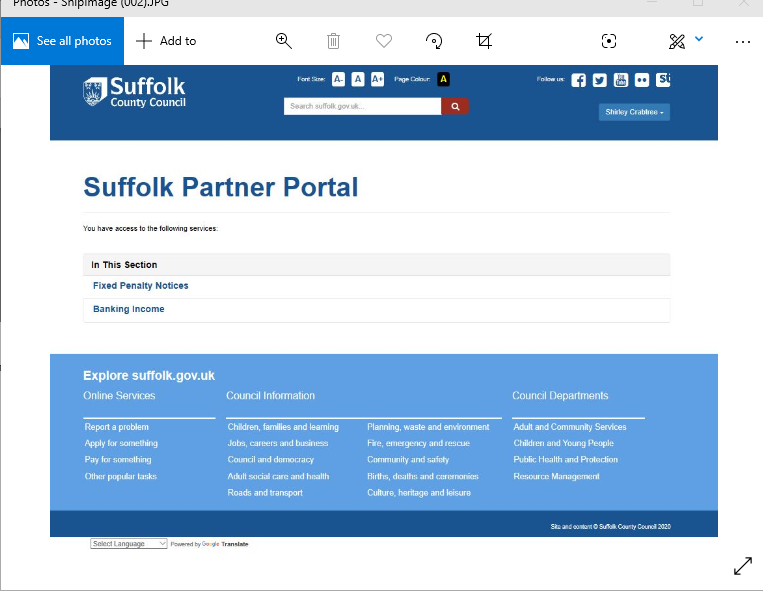 Photos - SnipImage (002).JPG
See all photos
Add to
Suffolk
County Council
Font Size: A- A A+ Page Colour: A
Follow us:
You Tube
Search suffolk.gov.uk...
Shirley Crabtree
Suffolk Partner Portal
You have access to the following services:
In This Section
Fixed Penalty Notices
Banking Income
Explore suffolk.gov.uk
Online Services
Council Information
Council Departments
Report a problem
Children, families and learning
Planning, waste and environment
Adult and Community Services
Apply for something
Jobs, careers and business
Fire, emergency and rescue
Children and Young People
Pay for something
Council and democracy
Community and safety
Public Health and Protection
Other popular tasks
Adult social care and health
Births, deaths and ceremonies
Resource Management
Roads and transport
Culture, heritage and leisure
Site and content © Suffolk County Council 2020
Select Language
Powered by Google Translate